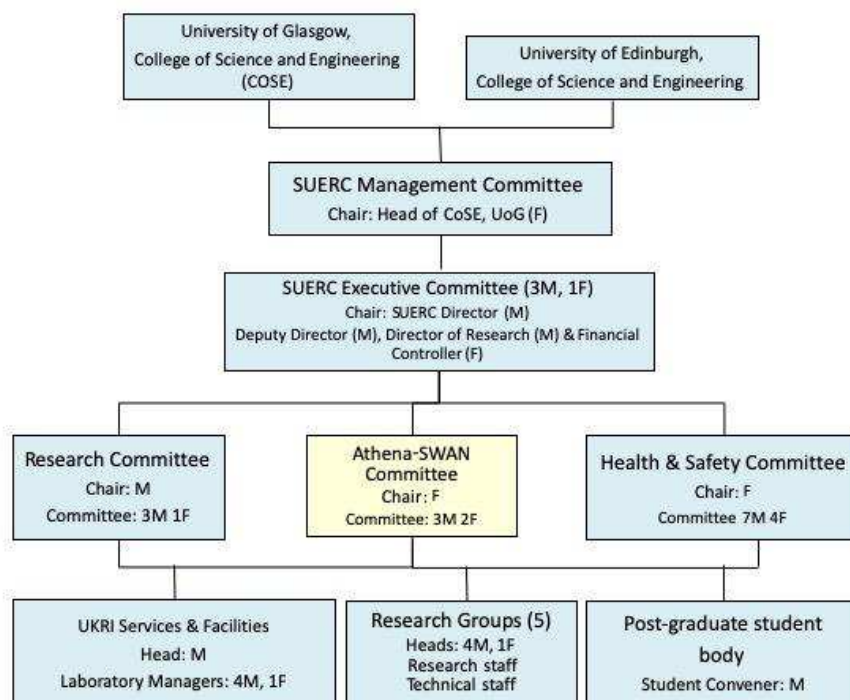 University of Glasgow,
College of Science and Engineering
(COSE)
University of Edinburgh,
College of Science and Engineering
SUERC Management Committee
Chair: Head of CoSE, UoG (F)
SUERC Executive Committee (3M, 1F)
Chair: SUERC Director (M)
Deputy Director (M), Director of Research (M) & Financial
Controller (F)
Research Committee
Chair: M
Committee: 3M 1F
Athena-SWAN
Committee
Chair: F
Committee: 3M 2F
Health & Safety Committee
Chair: F
Committee 7M 4F
UKRI Services & Facilities
Head: M
Laboratory Managers: 4M, 1F
Research Groups (5)
Heads: 4M, 1F
Research staff
Technical staff
Post-graduate student
body
Student Convener: M